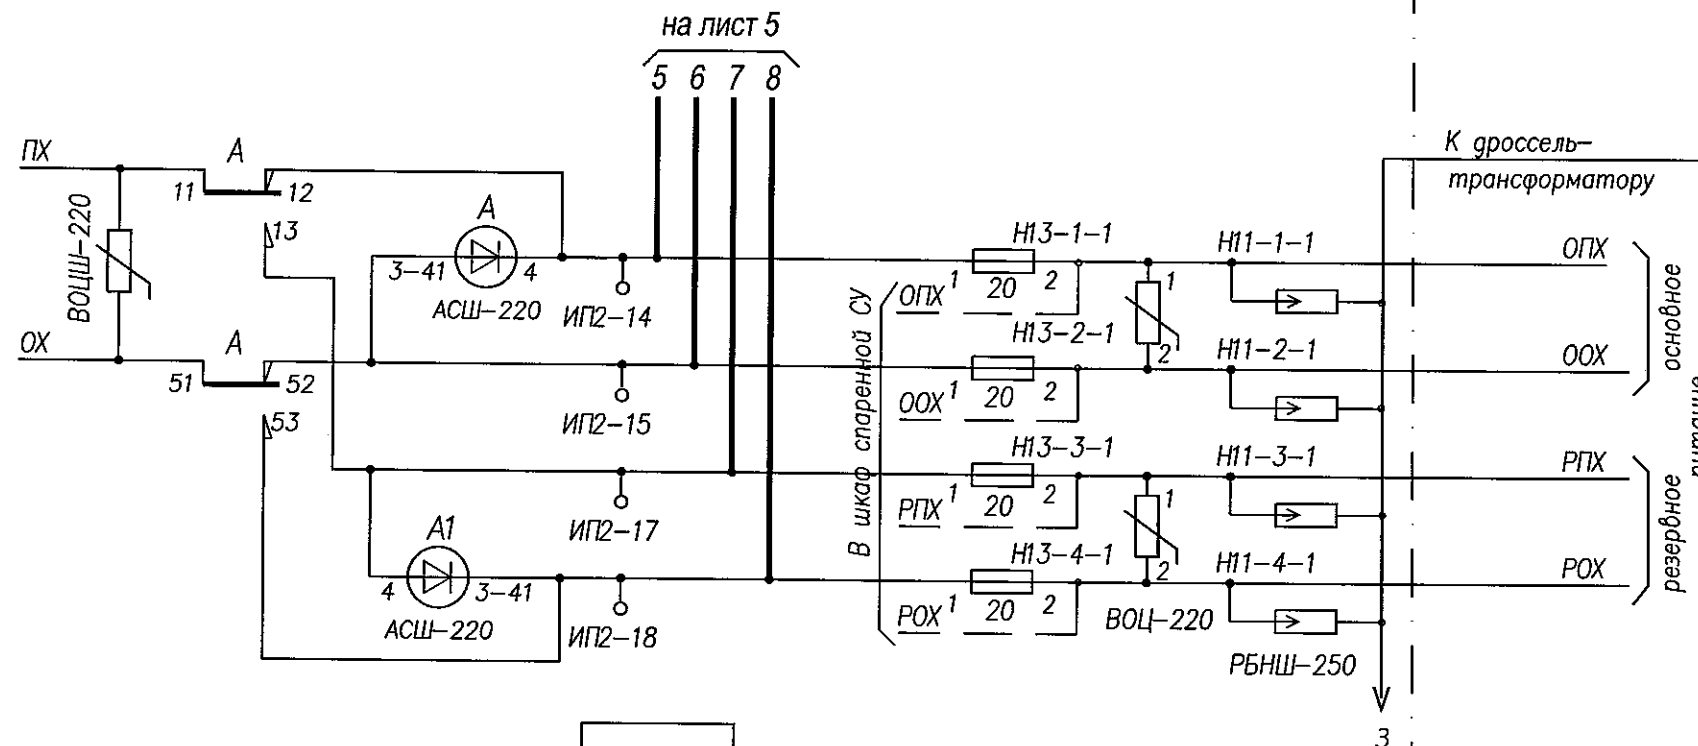 на лист 5
5 6 7 8
К дроссель-
трансформатору
ПХ
А
11
12
13
ВОЦШ-220
А
3-41
4
АСШ-220
ИП2-14
ОХ
А
51
52
53
ИП2-15
ИП2-17
А1
4
3-41
АСШ-220
ИП2-18
В шкаф спаренной СУ
ОПХ
ООХ
РПХ
РОХ
Н13-1-1
1
20
2
Н13-2-1
1
20
2
Н13-3-1
1
20
2
Н13-4-1
1
20
2
1
2
1
2
ВОЦ-220
Н11-1-1
Н11-2-1
Н11-3-1
Н11-4-1
РБНШ-250
3
ОПХ
ООХ
основное
РПХ
РОХ
резервное